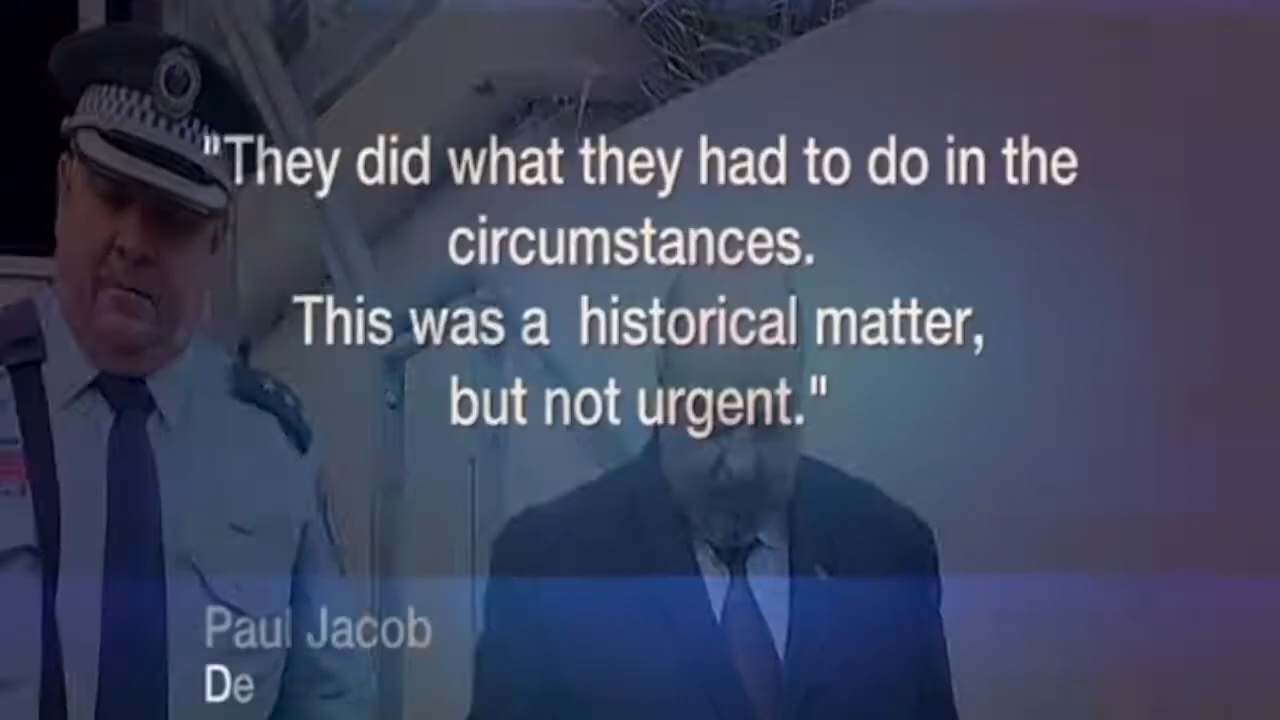 "They did what they had to do in the
circumstances.
This was a historical matter,
but not urgent."
Paul Jacob
De